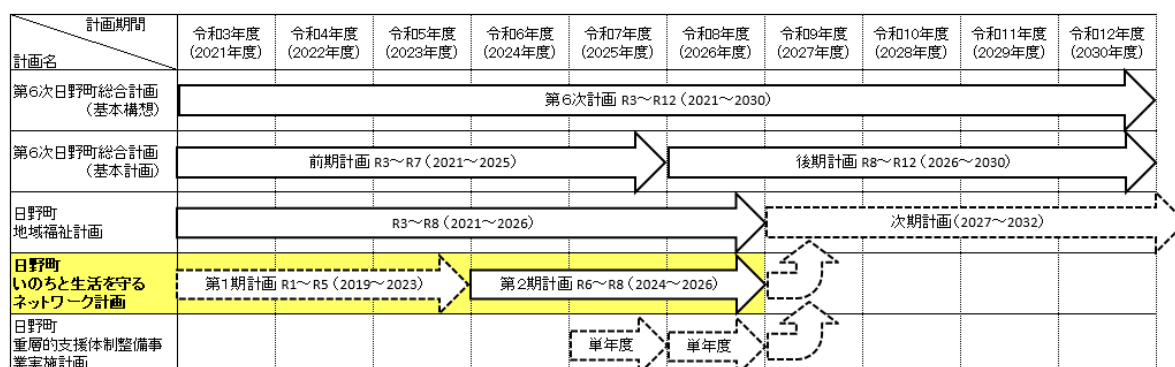 計画期間
計画名
令和3年度
(2021年度)
令和4年度
(2022年度)
令和5年度
(2023年度)
令和6年度
(2024年度)
令和7年度
(2025年度)
令和8年度
(2026年度)
令和9年度
(2027年度)
令和10年度
(2028年度)
令和11年度
(2029年度)
令和12年度
(2030年度)
第6次日野町総合計画
(基本構想)
第6次計画 R3～R12(2021～2030)
第6次日野町総合計画
(基本計画)
前期計画 R3～R7(2021～2025)
後期計画 R8～R12(2026～2030)
日野町
地域福祉計画
R3～R8(2021～2026)
次期計画(2027～2032)
日野町
いのちと生活を守る
ネットワーク計画
第1期計画 R1～R5(2019～2023)
第2期計画 R6～R8(2024～2026)
日野町
重層的支援体制整備事
業実施計画
単年度
単年度